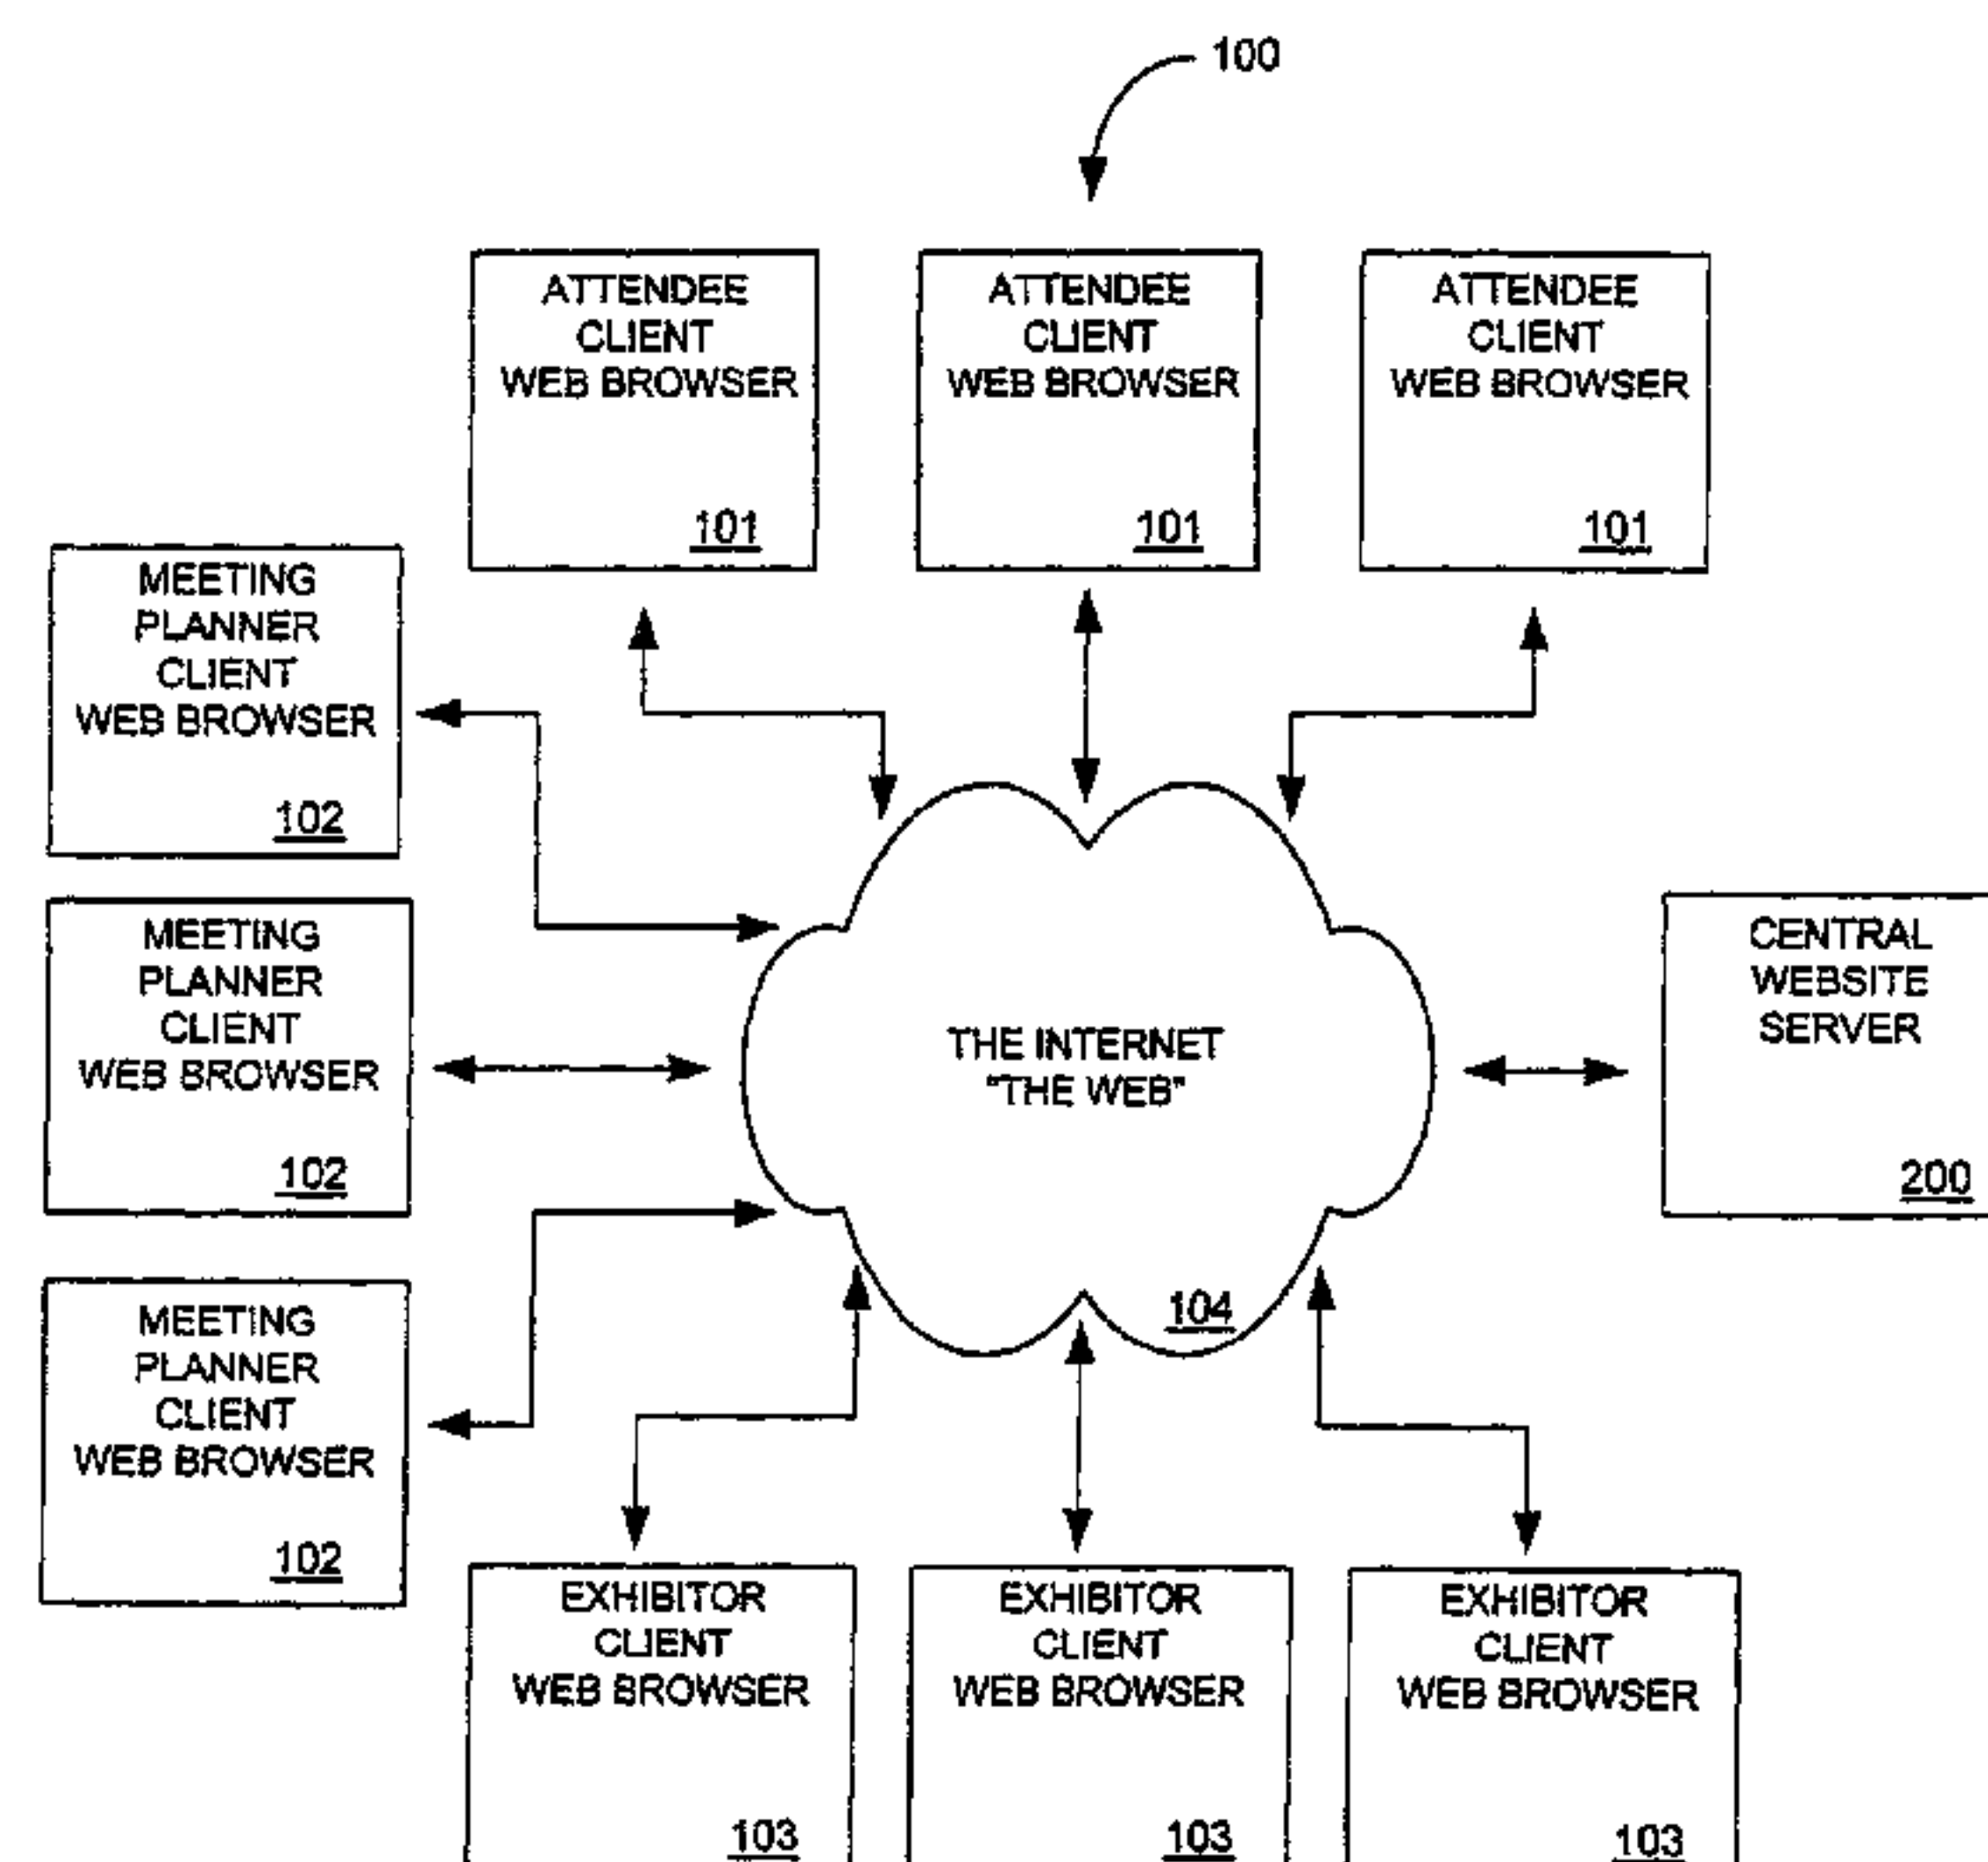 100
ATTENDEE
CLIENT
WEB BROWSER
101
ATTENDEE
CLIENT
WEB BROWSER
101
ATTENDEE
CLIENT
WEB BROWSER
101
MEETING
PLANNER
CLIENT
WEB BROWSER
102
MEETING
PLANNER
CLIENT
WEB BROWSER
102
MEETING
PLANNER
CLIENT
WEB BROWSER
102
THE INTERNET
"THE WEB"
104
CENTRAL
WEBSITE
SERVER
200
EXHIBITOR
CLIENT
WEB BROWSER
103
EXHIBITOR
CLIENT
WEB BROWSER
103
EXHIBITOR
CLIENT
WEB BROWSER
103